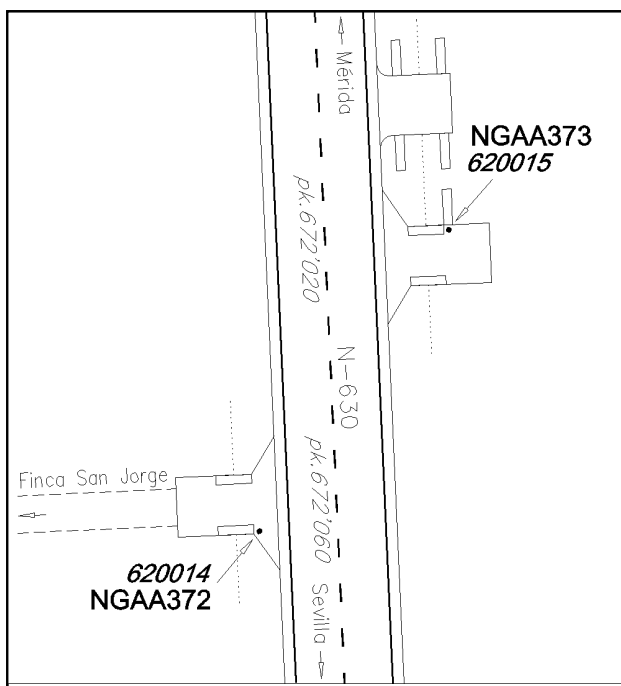 ← Mérida
NGAA373
620015
pk.672'020
N-630
pk.672'060
Finca San Jorge
620014
NGAA372
Sevilla →